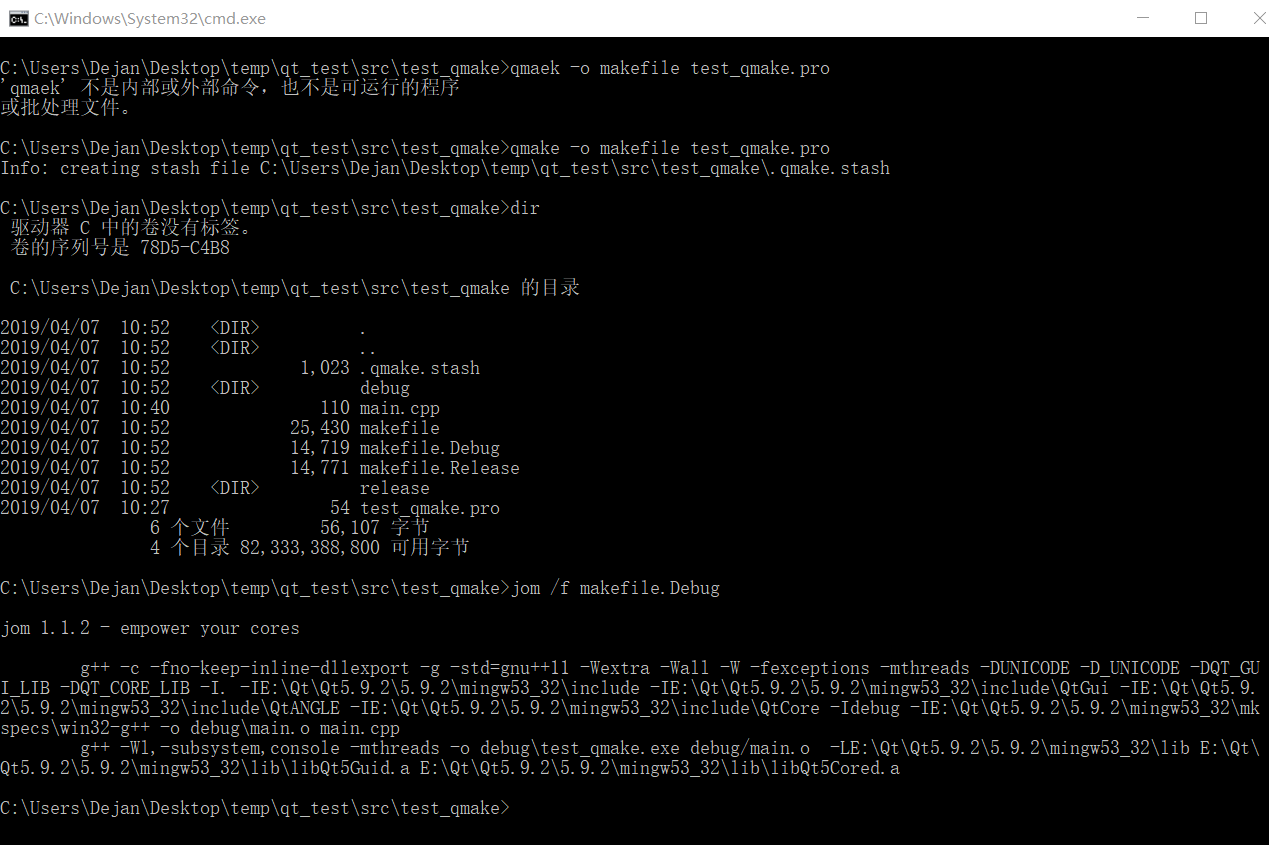 C:\Windows\System32\cmd.exe
C:\Users\Dejan\Desktop\temp\qt_test\src\test_qmake>qmaek -o makefile test_qmake.pro
'qmaek' 不是内部或外部命令，也不是可运行的程序
或批处理文件。
C:\Users\Dejan\Desktop\temp\qt_test\src\test_qmake>qmake -o makefile test_qmake.pro
Info: creating stash file C:\Users\Dejan\Desktop\temp\qt_test\src\test_qmake\.qmake.stash
C:\Users\Dejan\Desktop\temp\qt_test\src\test_qmake>dir
驱动器 C 中的卷没有标签。
卷的序列号是 78D5-C4B8
C:\Users\Dejan\Desktop\temp\qt_test\src\test_qmake 的目录
2019/04/07  10:52    <DIR>          .
2019/04/07  10:52    <DIR>          ..
2019/04/07  10:52             1,023 .qmake.stash
2019/04/07  10:52    <DIR>          debug
2019/04/07  10:40               110 main.cpp
2019/04/07  10:52            25,430 makefile
2019/04/07  10:52            14,719 makefile.Debug
2019/04/07  10:52            14,771 makefile.Release
2019/04/07  10:52    <DIR>          release
2019/04/07  10:27                54 test_qmake.pro
6 个文件         56,107 字节
4 个目录 82,333,388,800 可用字节
C:\Users\Dejan\Desktop\temp\qt_test\src\test_qmake>jom /f makefile.Debug
jom 1.1.2 - empower your cores
g++ -c -fno-keep-inline-dllexport -g -std=gnu++11 -Wextra -Wall -W -fexceptions -mthreads -DUNICODE -D_UNICODE -DQT_GU
I_LIB -DQT_CORE_LIB -I. -IE:\Qt\Qt5.9.2\5.9.2\mingw53_32\include -IE:\Qt\Qt5.9.2\5.9.2\mingw53_32\include\QtGui -IE:\Qt\Qt5.9.
2\5.9.2\mingw53_32\include\QtANGLE -IE:\Qt\Qt5.9.2\5.9.2\mingw53_32\include\QtCore -Idebug -IE:\Qt\Qt5.9.2\5.9.2\mingw53_32\mk
specs\win32-g++ -o debug\main.o main.cpp
g++ -Wl,-subsystem,console -mthreads -o debug\test_qmake.exe debug/main.o  -LE:\Qt\Qt5.9.2\5.9.2\mingw53_32\lib E:\Qt\
Qt5.9.2\5.9.2\mingw53_32\lib\libQt5Guid.a E:\Qt\Qt5.9.2\5.9.2\mingw53_32\lib\libQt5Cored.a
C:\Users\Dejan\Desktop\temp\qt_test\src\test_qmake>